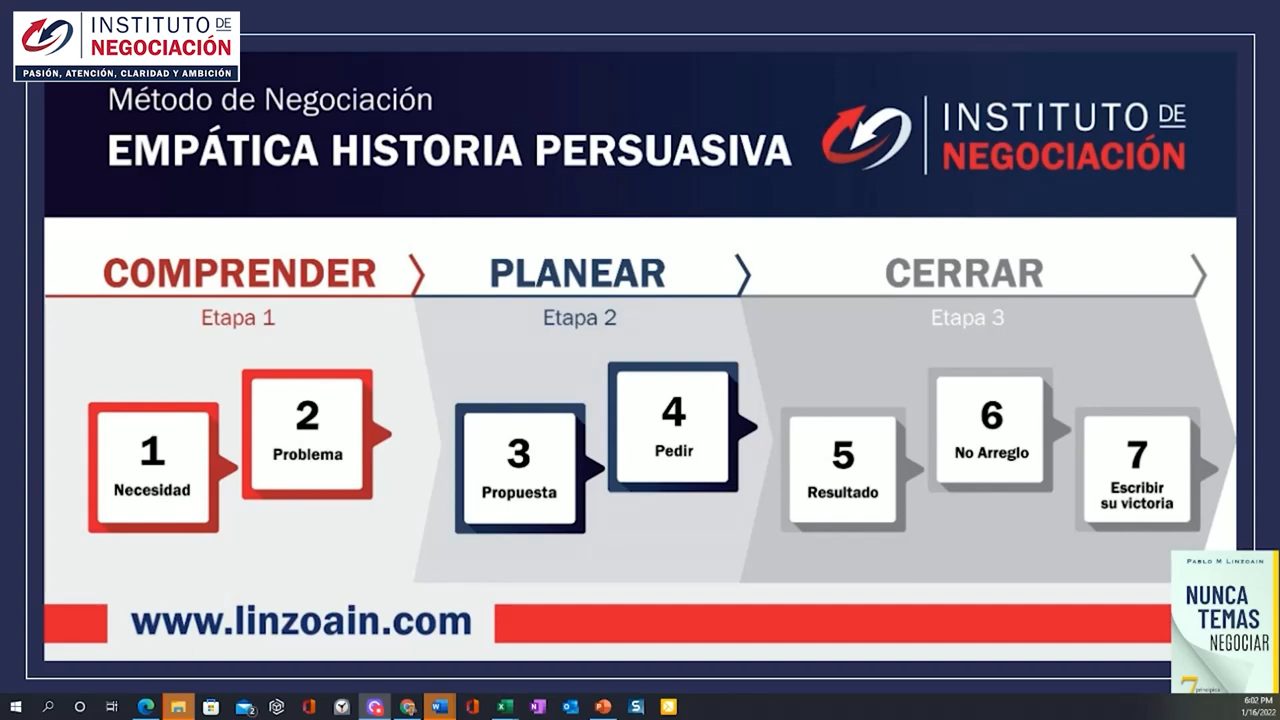 INSTITUTO DE
NEGOCIACIÓN
PASIÓN, ATENCIÓN, CLARIDAD Y AMBICIÓN
Método de Negociación
EMPÁTICA HISTORIA PERSUASIVA
INSTITUTO DE
NEGOCIACIÓN
COMPRENDER
PLANEAR
CERRAR
Etapa 1
Etapa 2
Etapa 3
1
Necesidad
2
Problema
3
Propuesta
4
Pedir
5
Resultado
6
No Arreglo
7
Escribir
su victoria
www.linzoain.com
PABLO M LINZOAIN
NUNCA
TEMAS
NEGOCIAR
7 principios
6:02 PM
1/16/2022